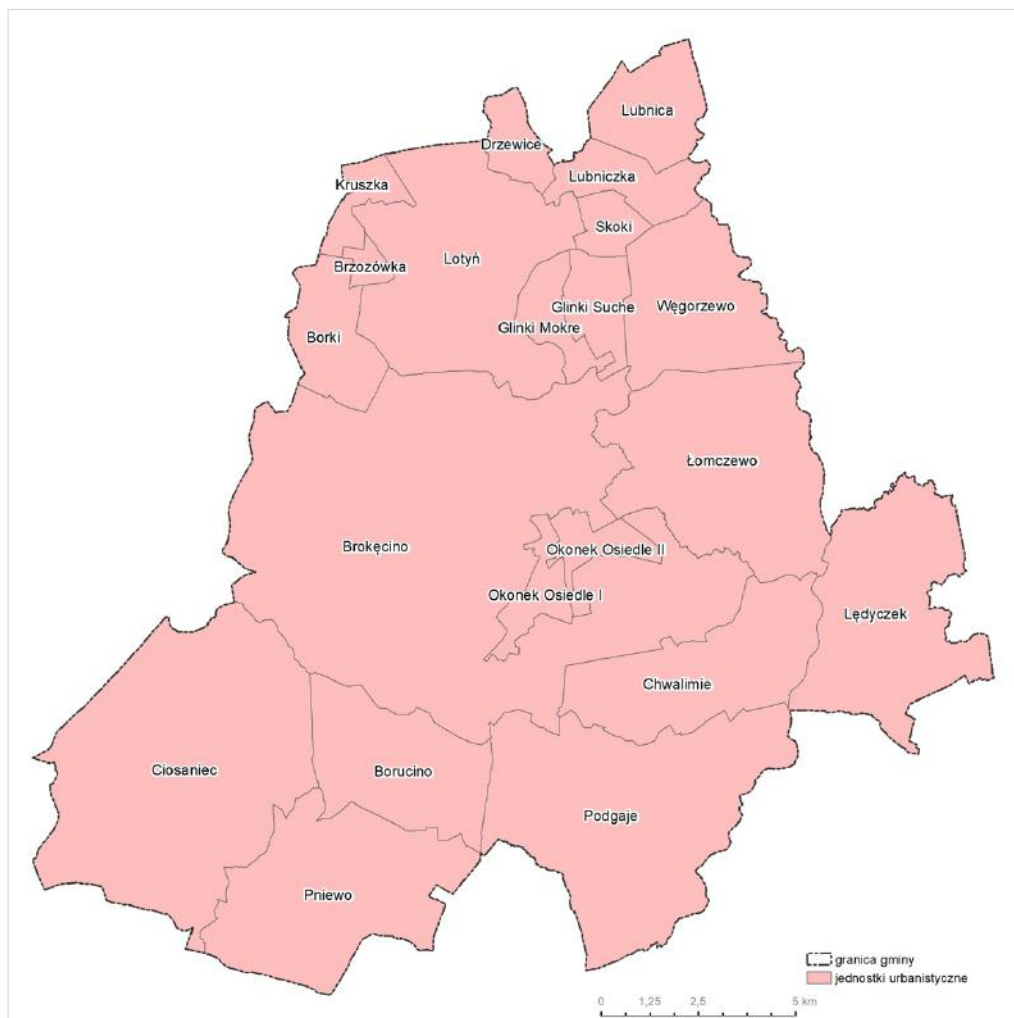 Lubnica
Drzewice
Lubniczka
Kruszka
Skoki
Lotyń
Brzozówka
Glinki Suche
Węgorzewo
Glinki Mokre
Borki
Łomczewo
Brokęcino
Okonek Osiedle II
Okonek Osiedle I
Lędyczek
Chwalimie
Ciosaniec
Borucino
Podgaje
Pniewo
granica gminy
jednostki urbanistyczne
0 1,25 2,5 5 km